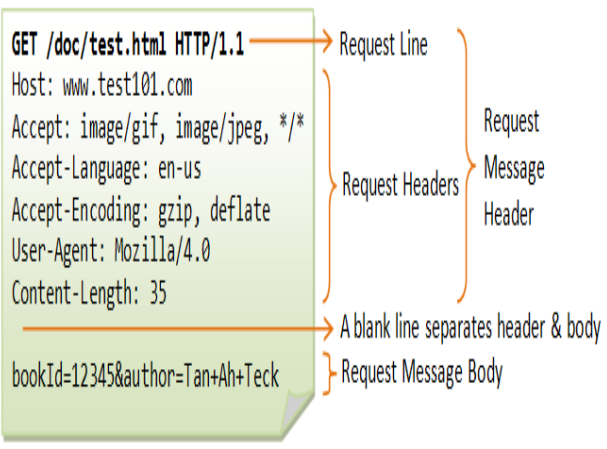 GET /doc/test.html HTTP/1.1
Request Line
Host: www.test101.com
Accept: image/gif, image/jpeg, */*
Accept-Language: en-us
Accept-Encoding: gzip, deflate
User-Agent: Mozilla/4.0
Content-Length: 35
Request Headers
Request
Message
Header
A blank line separates header & body
bookId=12345&author=Tan+Ah+Teck
Request Message Body